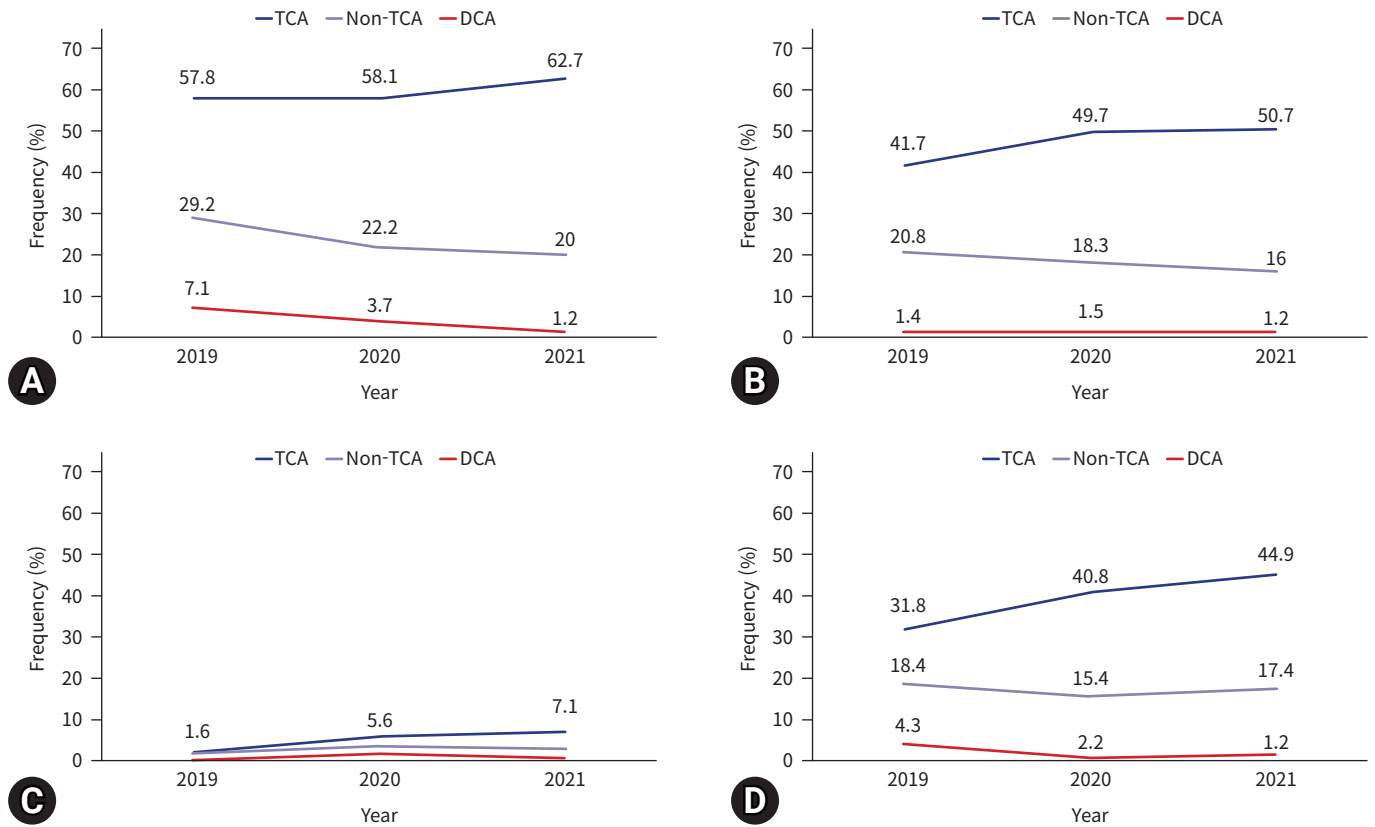 TCA Non-TCA DCA
70
60
50
40
30
20
10
0
Frequency (%)
57.8 58.1 62.7
29.2 22.2 20
7.1 3.7 1.2
2019 2020 2021
Year
A
TCA Non-TCA DCA
70
60
50
40
30
20
10
0
Frequency (%)
41.7 49.7 50.7
20.8 18.3 16
1.4 1.5 1.2
2019 2020 2021
Year
B
TCA Non-TCA DCA
70
60
50
40
30
20
10
0
Frequency (%)
1.6 5.6 7.1
2019 2020 2021
Year
C
TCA Non-TCA DCA
70
60
50
40
30
20
10
0
Frequency (%)
31.8 40.8 44.9
18.4 15.4 17.4
4.3 2.2 1.2
2019 2020 2021
Year
D